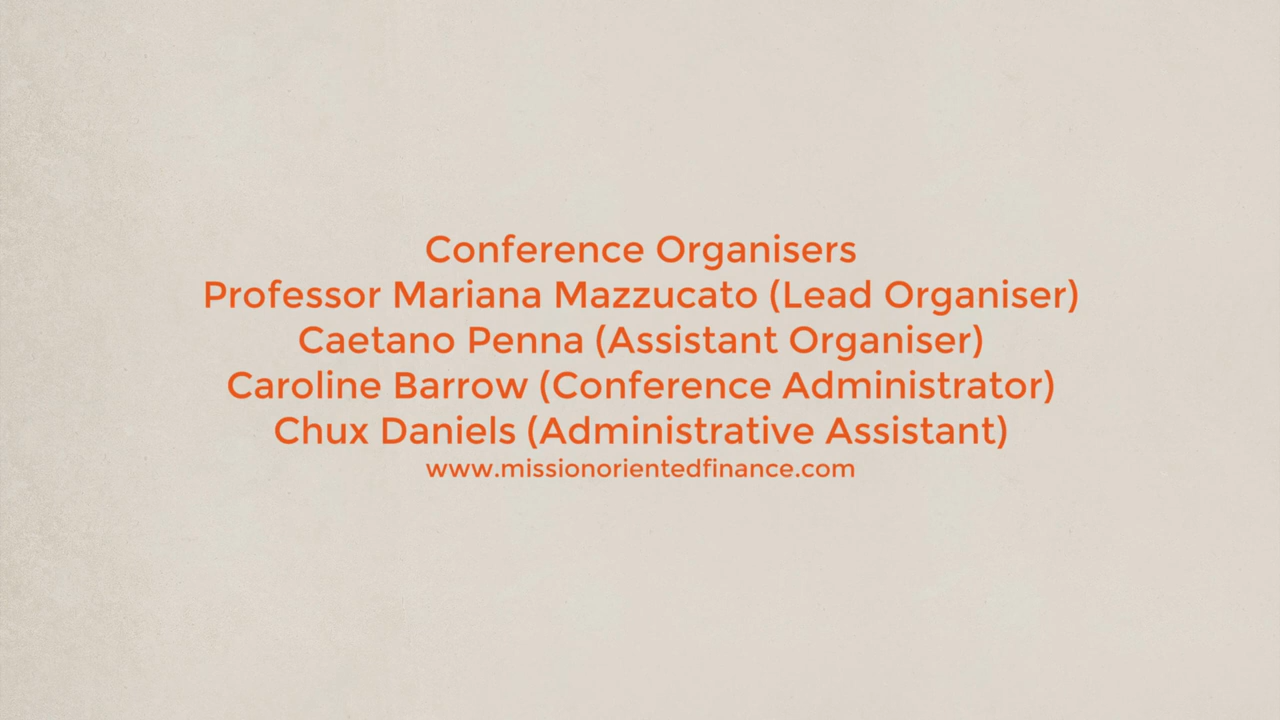 Conference Organisers
Professor Mariana Mazzucato (Lead Organiser)
Caetano Penna (Assistant Organiser)
Caroline Barrow (Conference Administrator)
Chux Daniels (Administrative Assistant)
www.missionorientedfinance.com